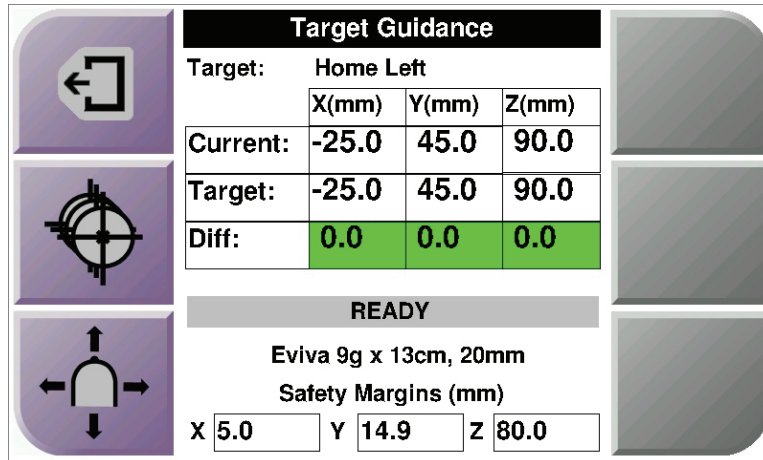 Target Guidance
Target: Home Left
X(mm) Y(mm) Z(mm)
Current: -25.0 45.0 90.0
Target: -25.0 45.0 90.0
Diff: 0.0 0.0 0.0
READY
Eviva 9g x 13cm, 20mm
Safety Margins (mm)
X 5.0 Y 14.9 Z 80.0